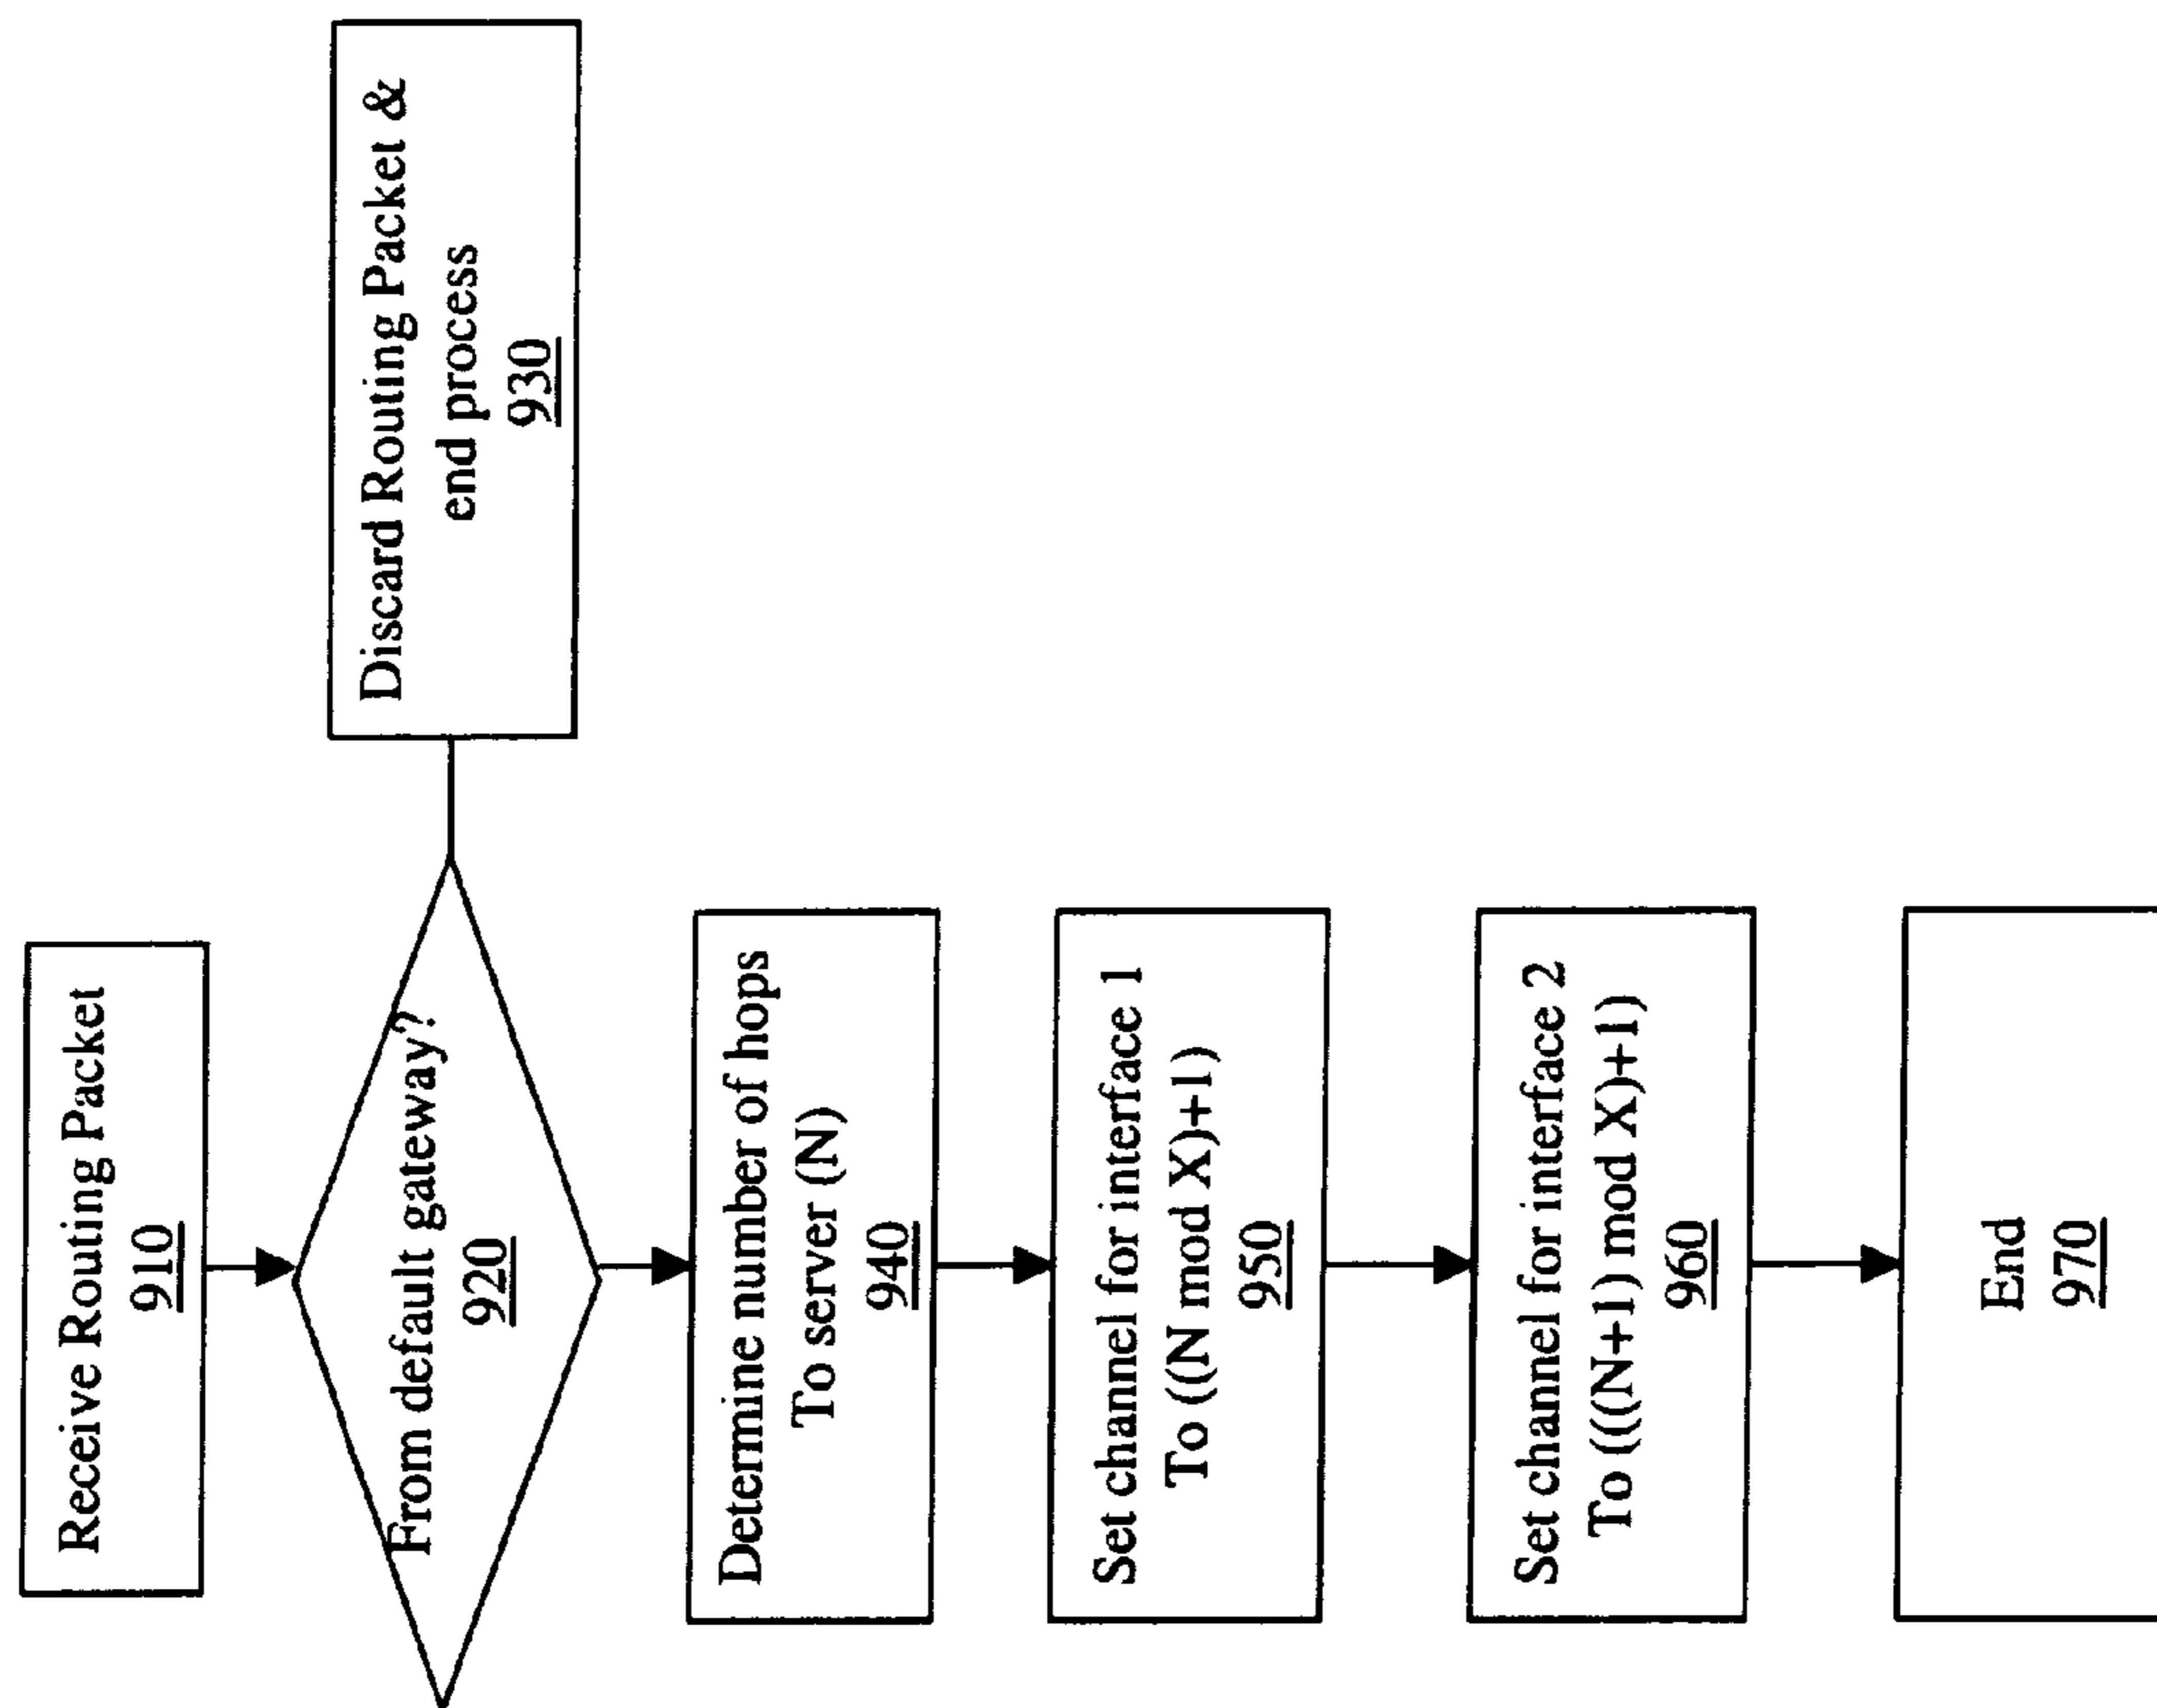 Receive Routing Packet
910
From default gateway?
920
Discard Routing Packet &
end process
930
Determine number of hops
To server (N)
940
Set channel for interface 1
To ((N mod X)+1)
950
Set channel for interface 2
To (((N+1) mod X)+1)
960
End
970